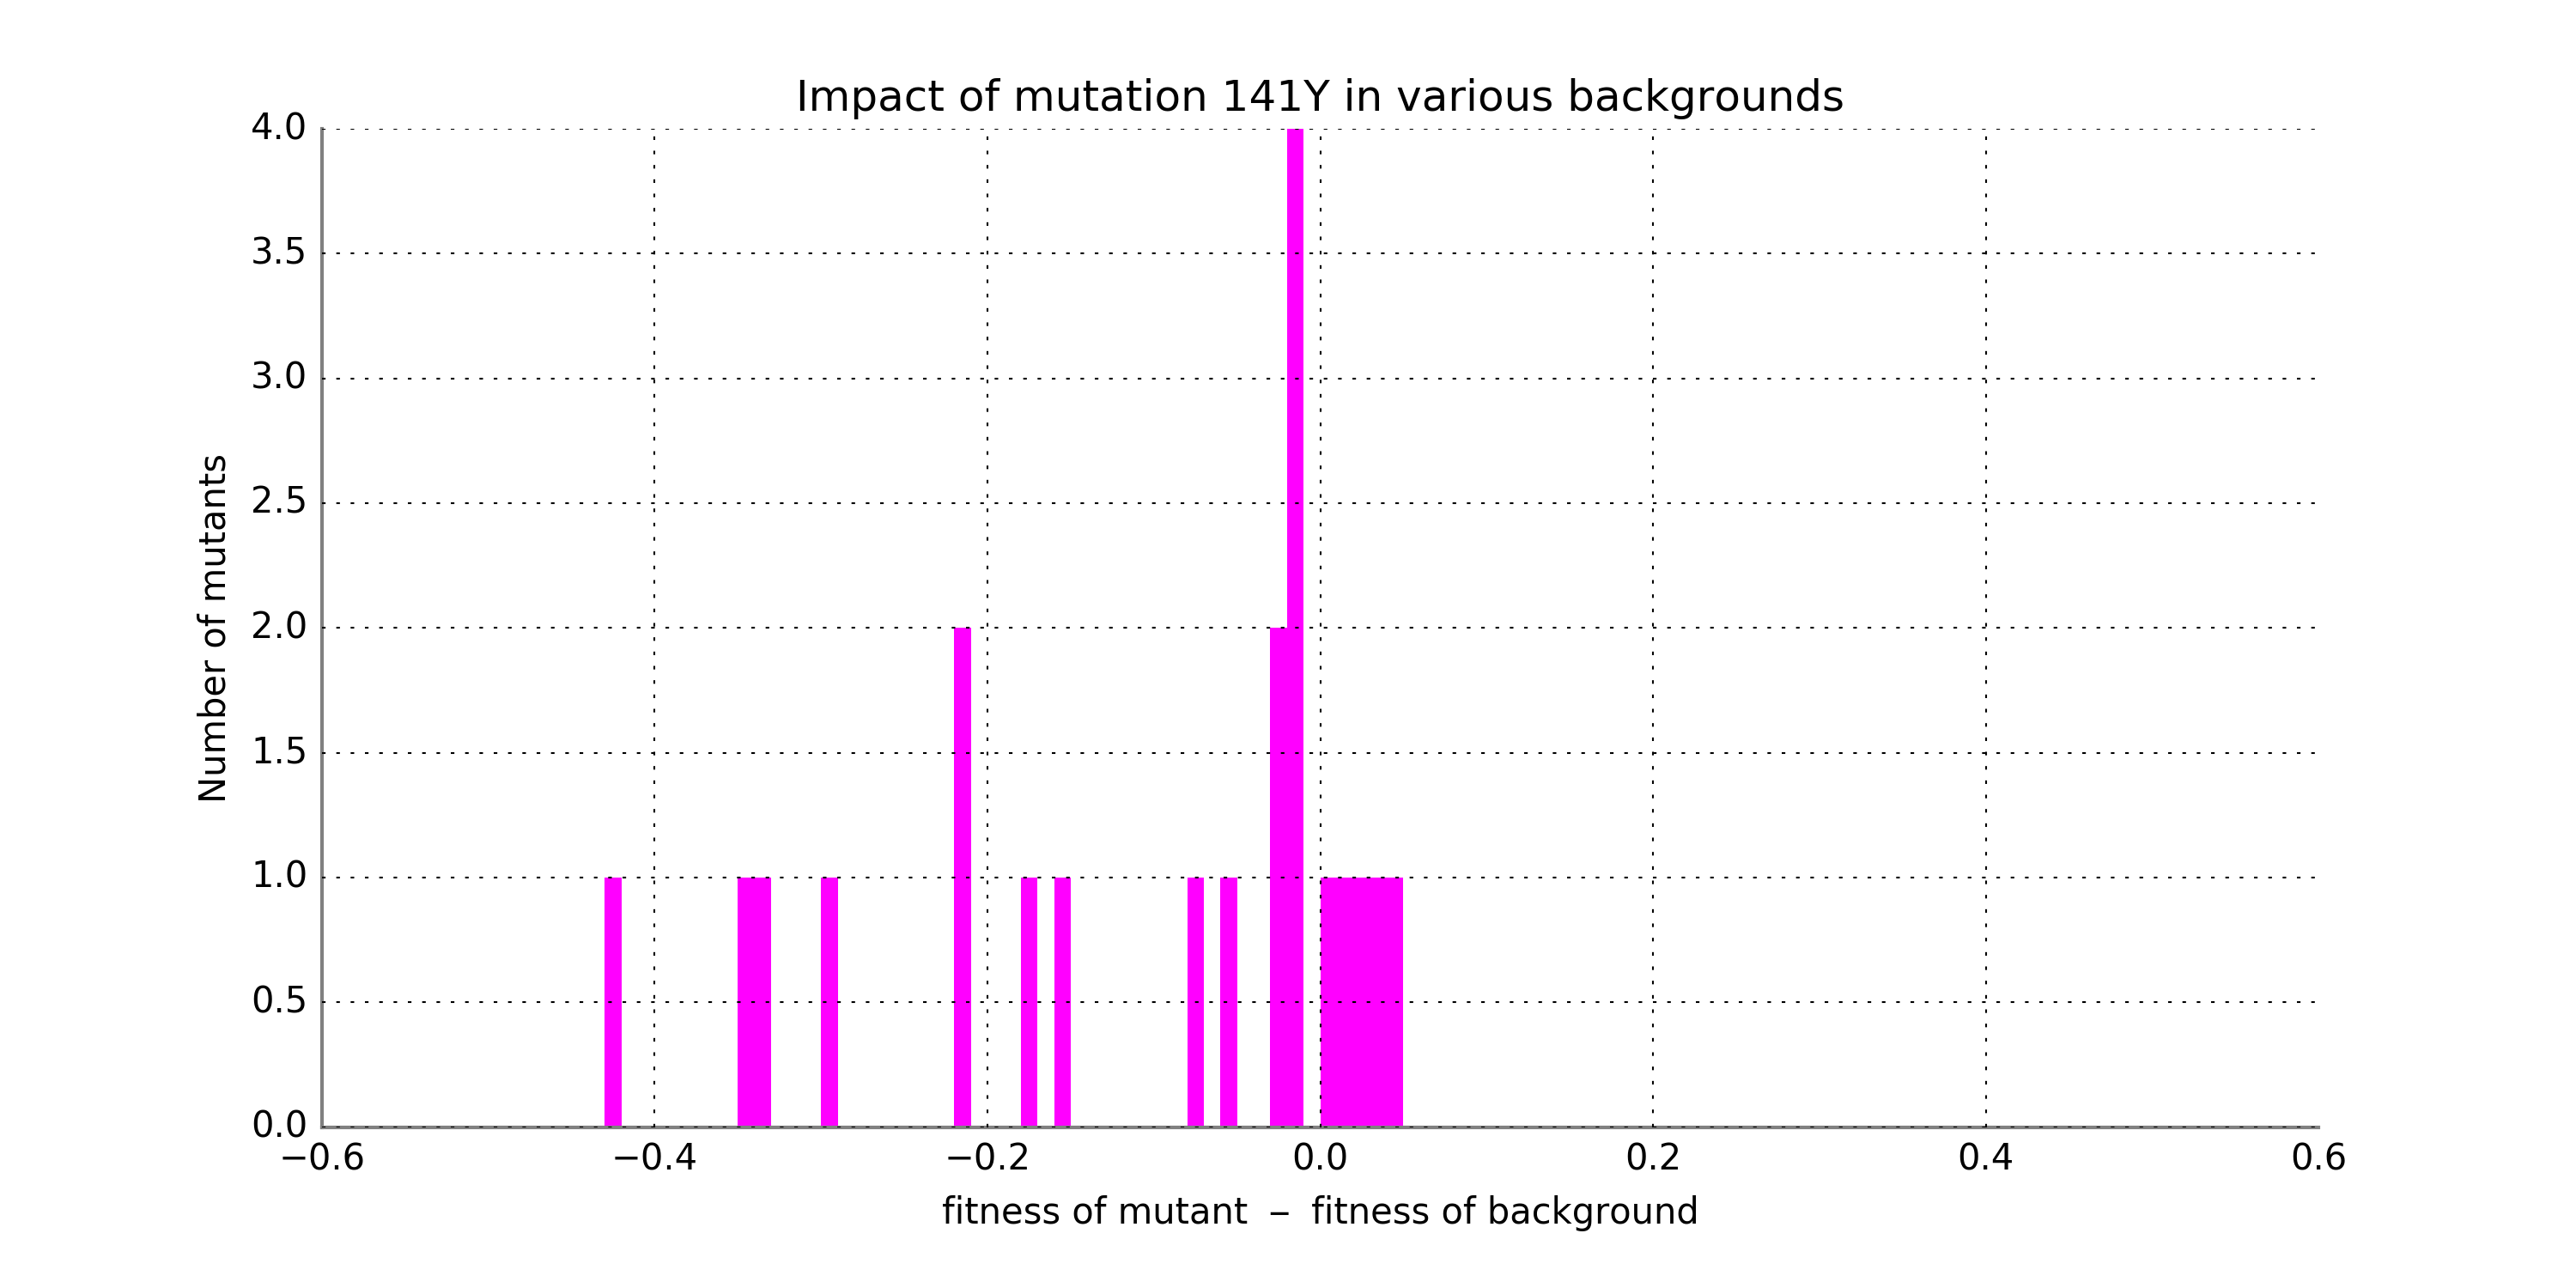 Impact of mutation 141Y in various backgrounds
4.0
3.5
3.0
2.5
2.0
1.5
1.0
0.5
0.0
Number of mutants
−0.6 −0.4 −0.2 0.0 0.2 0.4 0.6
fitness of mutant − fitness of background